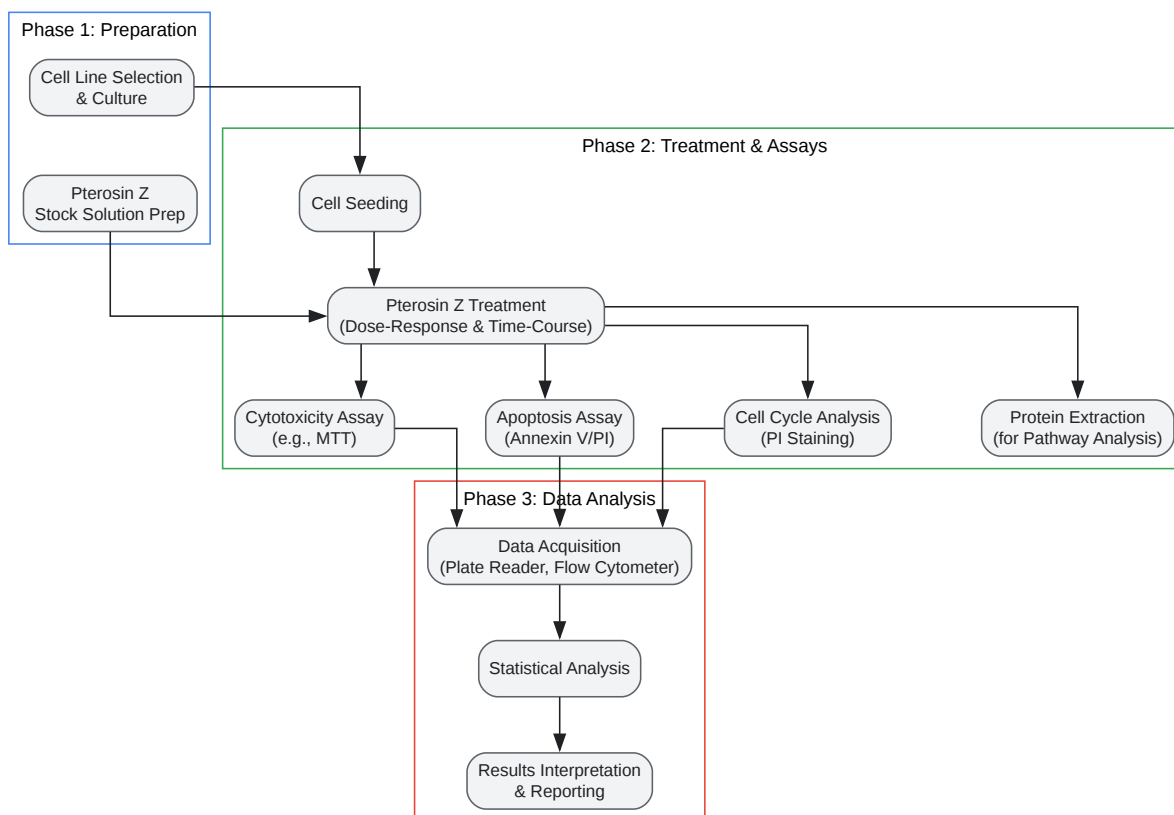 Phase 1: Preparation
Cell Line Selection
& Culture
Pterosin Z
Stock Solution Prep
Phase 2: Treatment & Assays
Cell Seeding
Pterosin Z Treatment
(Dose-Response & Time-Course)
Cytotoxicity Assay
(e.g., MTT)
Apoptosis Assay
(Annexin V/PI)
Cell Cycle Analysis
(PI Staining)
Protein Extraction
(for Pathway Analysis)
Phase 3: Data Analysis
Data Acquisition
(Plate Reader, Flow Cytometer)
Statistical Analysis
Results Interpretation
& Reporting